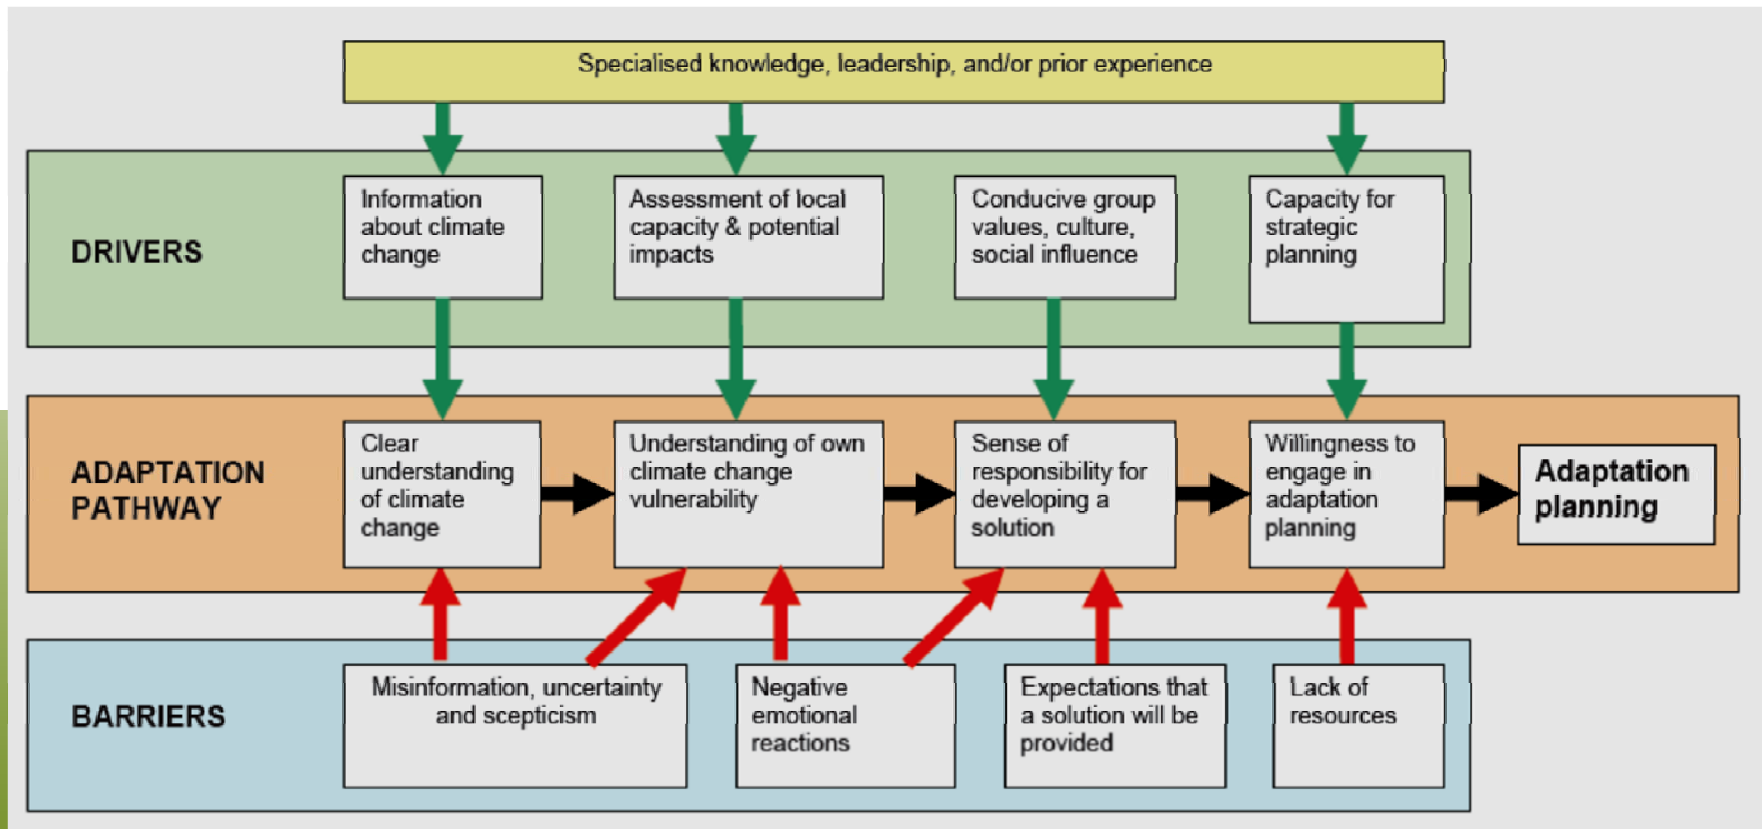 Specialised knowledge, leadership, and/or prior experience
DRIVERS
Information
about climate
change
Assessment of local
capacity & potential
impacts
Conducive group
values, culture,
social influence
Capacity for
strategic
planning
ADAPTATION
PATHWAY
Clear
understanding
of climate
change
Understanding of own
climate change
vulnerability
Sense of
responsibility for
developing a
solution
Willingness to
engage in
adaptation
planning
Adaptation
planning
BARRIERS
Misinformation, uncertainty
and scepticism
Negative
emotional
reactions
Expectations that
a solution will be
provided
Lack of
resources